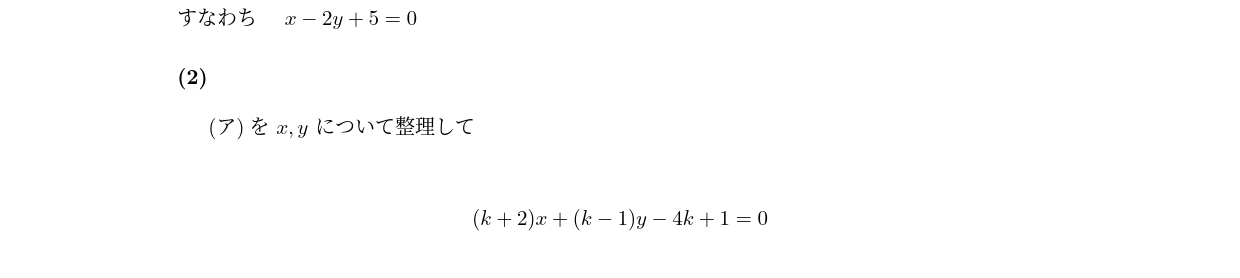 すなわち x − 2y + 5 = 0
(2)
(ア) を x, y について整理して
(k + 2)x + (k − 1)y − 4k + 1 = 0